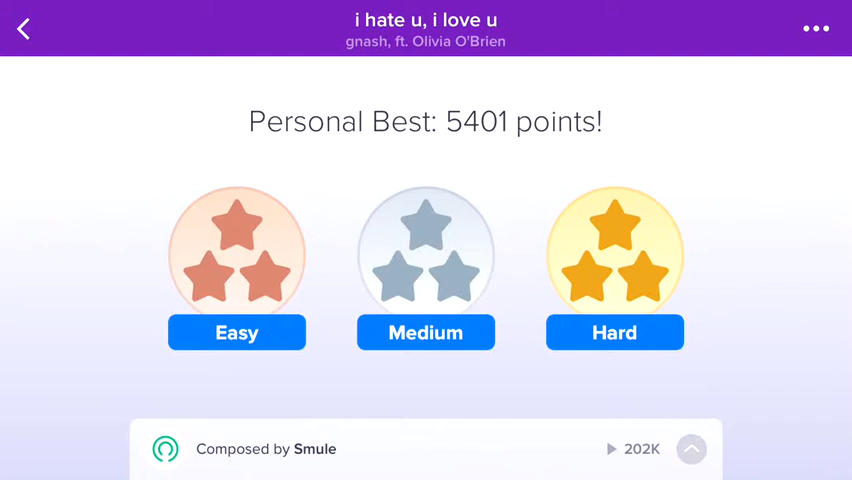 i hate u, i love u
gnash, ft. Olivia O'Brien
Personal Best: 5401 points!
Easy
Medium
Hard
Composed by Smule
202K